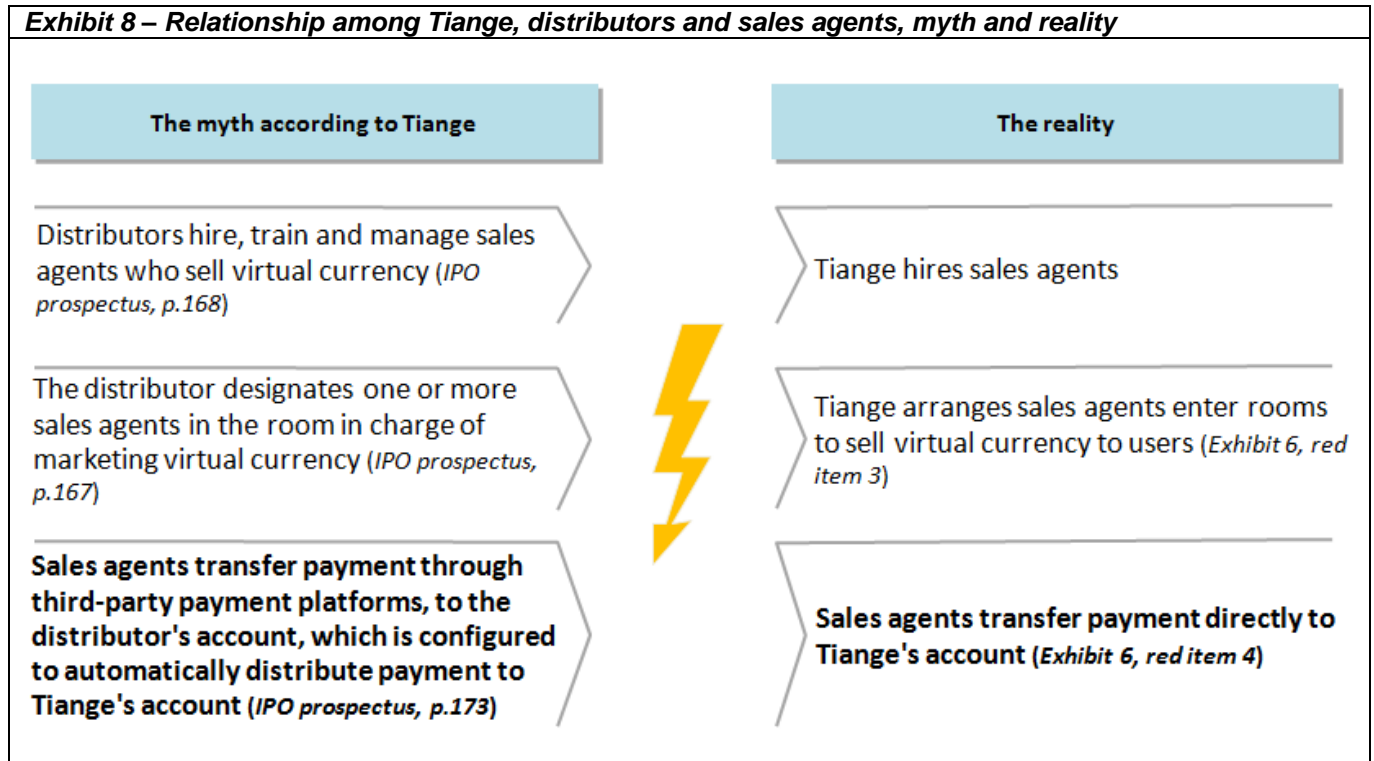 Exhibit 8 – Relationship among Tiange, distributors and sales agents, myth and reality
The myth according to Tiange
The reality
Distributors hire, train and manage sales
agents who sell virtual currency (IPO
prospectus, p.168)
Tiange hires sales agents
The distributor designates one or more
sales agents in the room in charge of
marketing virtual currency (IPO prospectus,
p.167)
Tiange arranges sales agents enter rooms
to sell virtual currency to users (Exhibit 6, red
item 3)
Sales agents transfer payment through
third-party payment platforms, to the
distributor's account, which is configured
to automatically distribute payment to
Tiange's account (IPO prospectus, p.173)
Sales agents transfer payment directly to
Tiange's account (Exhibit 6, red item 4)